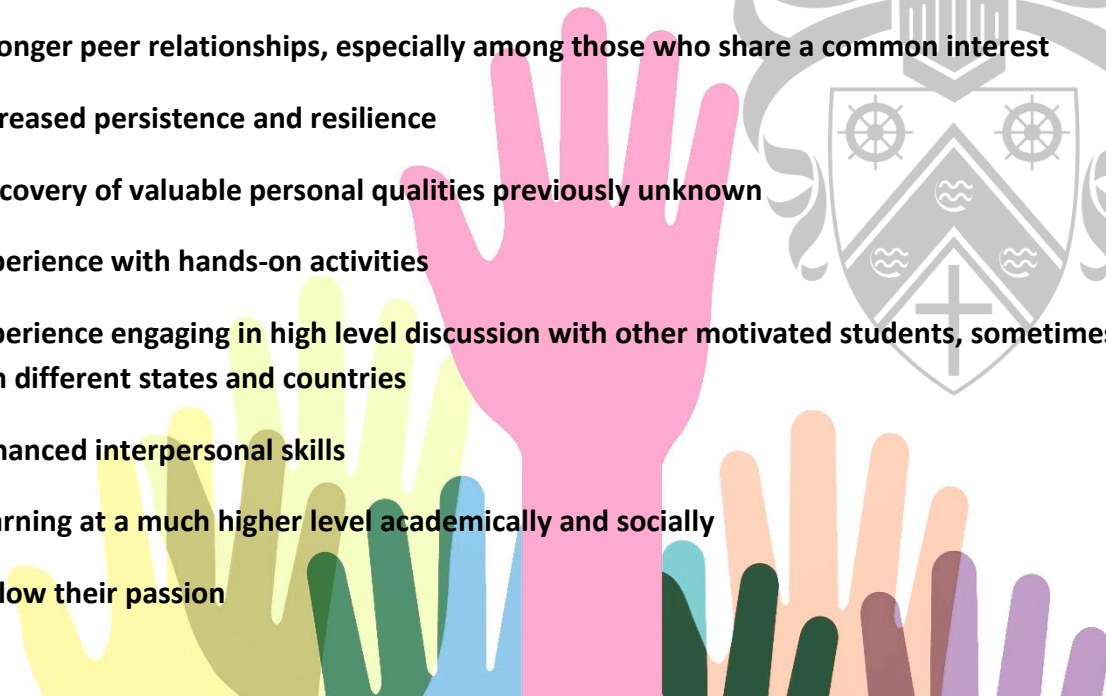 onger peer relationships, especially among those who share a common interest
reased persistence and resilience
covery of valuable personal qualities previously unknown
perience with hands-on activities
perience engaging in high level discussion with other motivated students, sometimes
n different states and countries
hanced interpersonal skills
rning at a much higher level academically and socially
low their passion